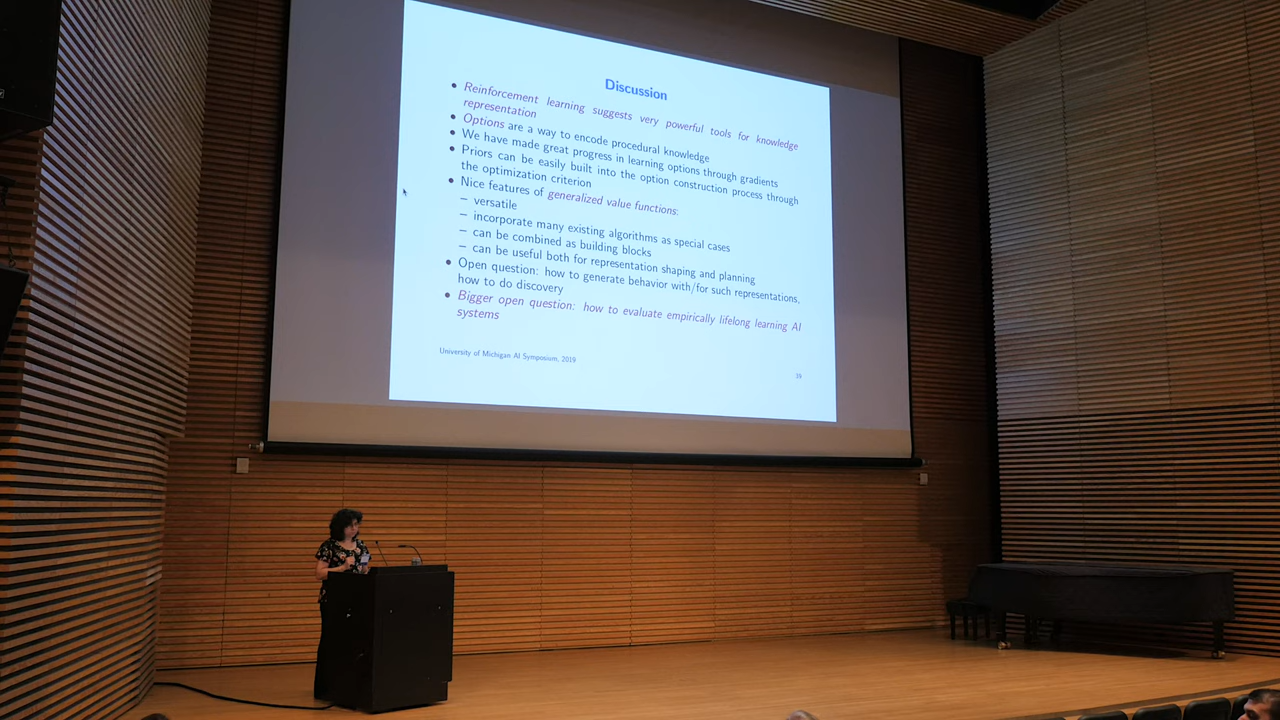 Discussion
• Reinforcement learning suggests very powerful tools for knowledge
representation
• Options are a way to encode procedural knowledge
• We have made great progress in learning options through gradients
• Priors can be easily built into the option construction process through
the optimization criterion
• Nice features of generalized value functions:
– versatile
– incorporate many existing algorithms as special cases
– can be combined as building blocks
– can be useful both for representation shaping and planning
• Open question: how to generate behavior with/for such representations,
how to do discovery
• Bigger open question: how to evaluate empirically lifelong learning AI
systems
University of Michigan AI Symposium, 2019